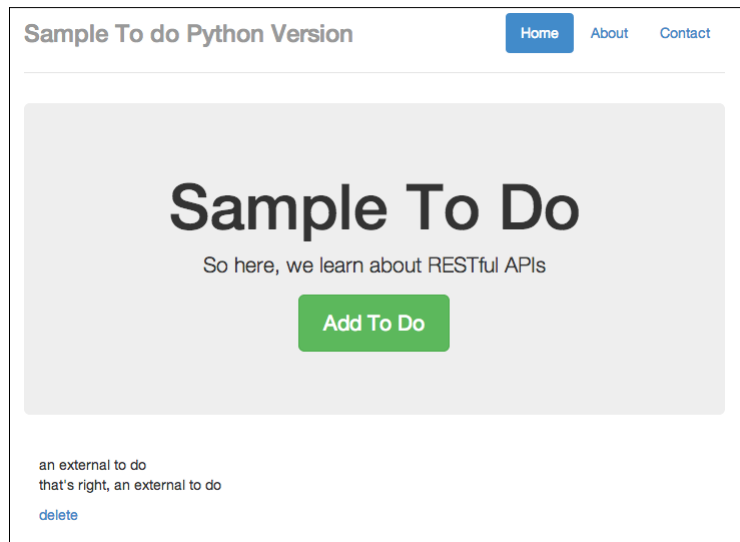 Sample To do Python Version
Home About Contact
Sample To Do
So here, we learn about RESTful APIs
Add To Do
an external to do
that's right, an external to do
delete